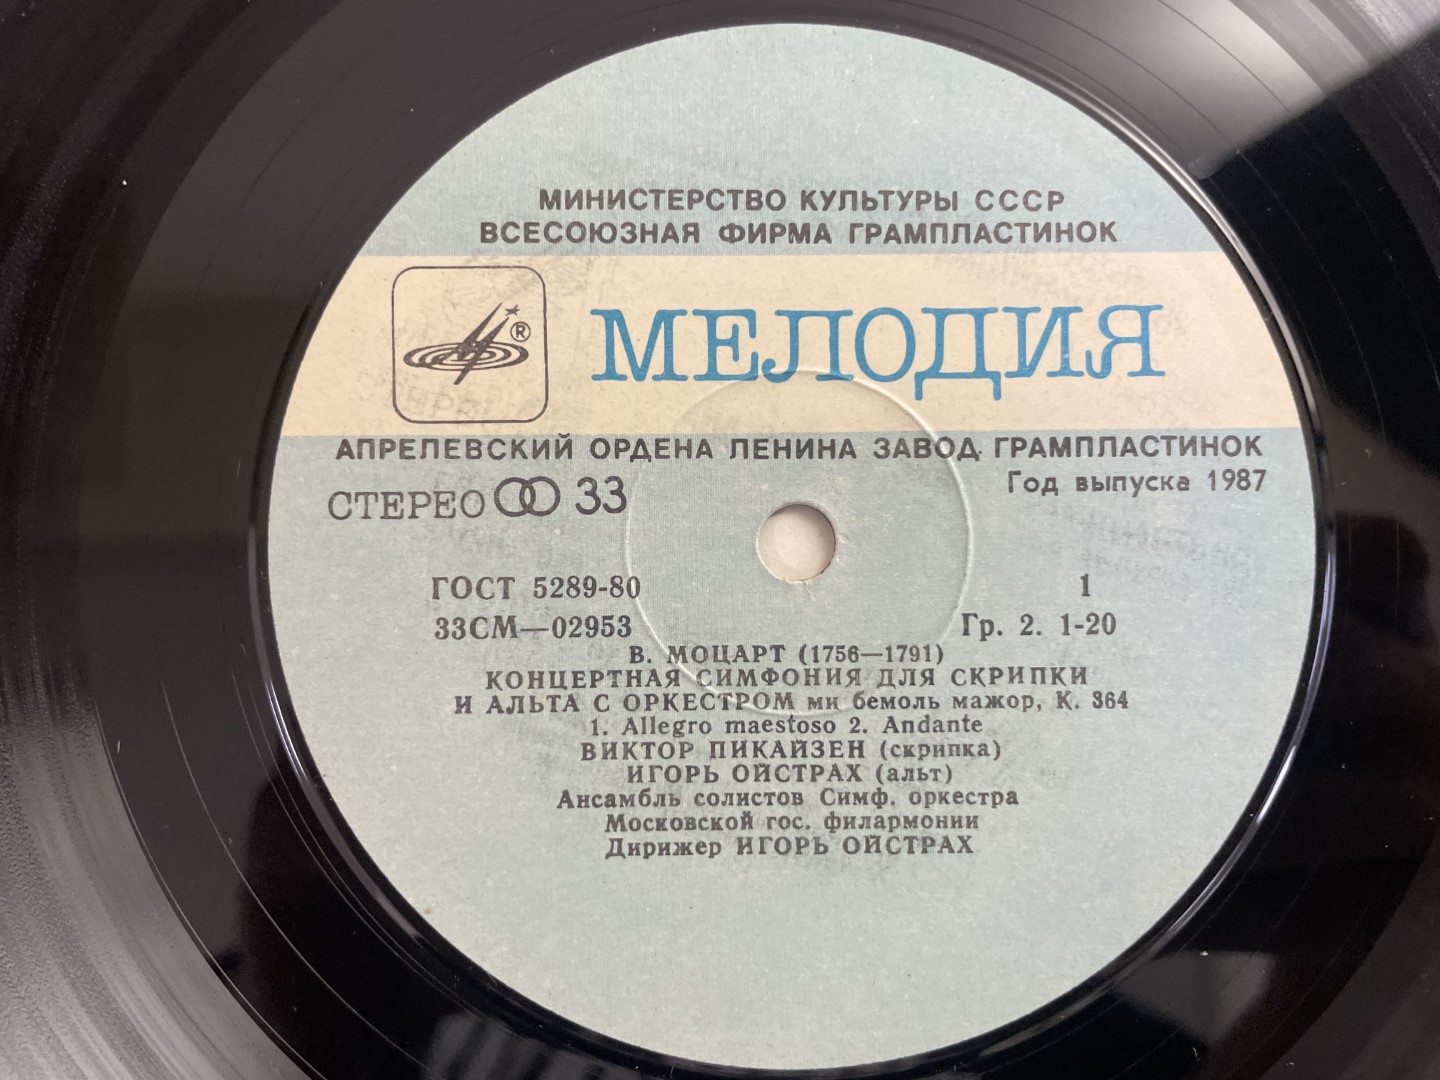 МИНИСТЕРСТВО КУЛЬТУРЫ СССР
ВСЕСОЮЗНАЯ ФИРМА ГРАМПЛАСТИНОК
®
МЕЛОДИЯ
АПРЕЛЕВСКИЙ ОРДЕНА ЛЕНИНА ЗАВОД ГРАМПЛАСТИНОК
СТЕРЕО 33
Год выпуска 1987
ГОСТ 5289-80
1
33СМ—02953
Гр. 2. 1-20
В. МОЦАРТ (1756—1791)
КОНЦЕРТНАЯ СИМФОНИЯ ДЛЯ СКРИПКИ
И АЛЬТА С ОРКЕСТРОМ ми бемоль мажор, К. 364
1. Allegro maestoso 2. Andante
ВИКТОР ПИКАЙЗЕН (скрипка)
ИГОРЬ ОЙСТРАХ (альт)
Ансамбль солистов Симф. оркестра
Московской гос. филармонии
Дирижер ИГОРЬ ОЙСТРАХ